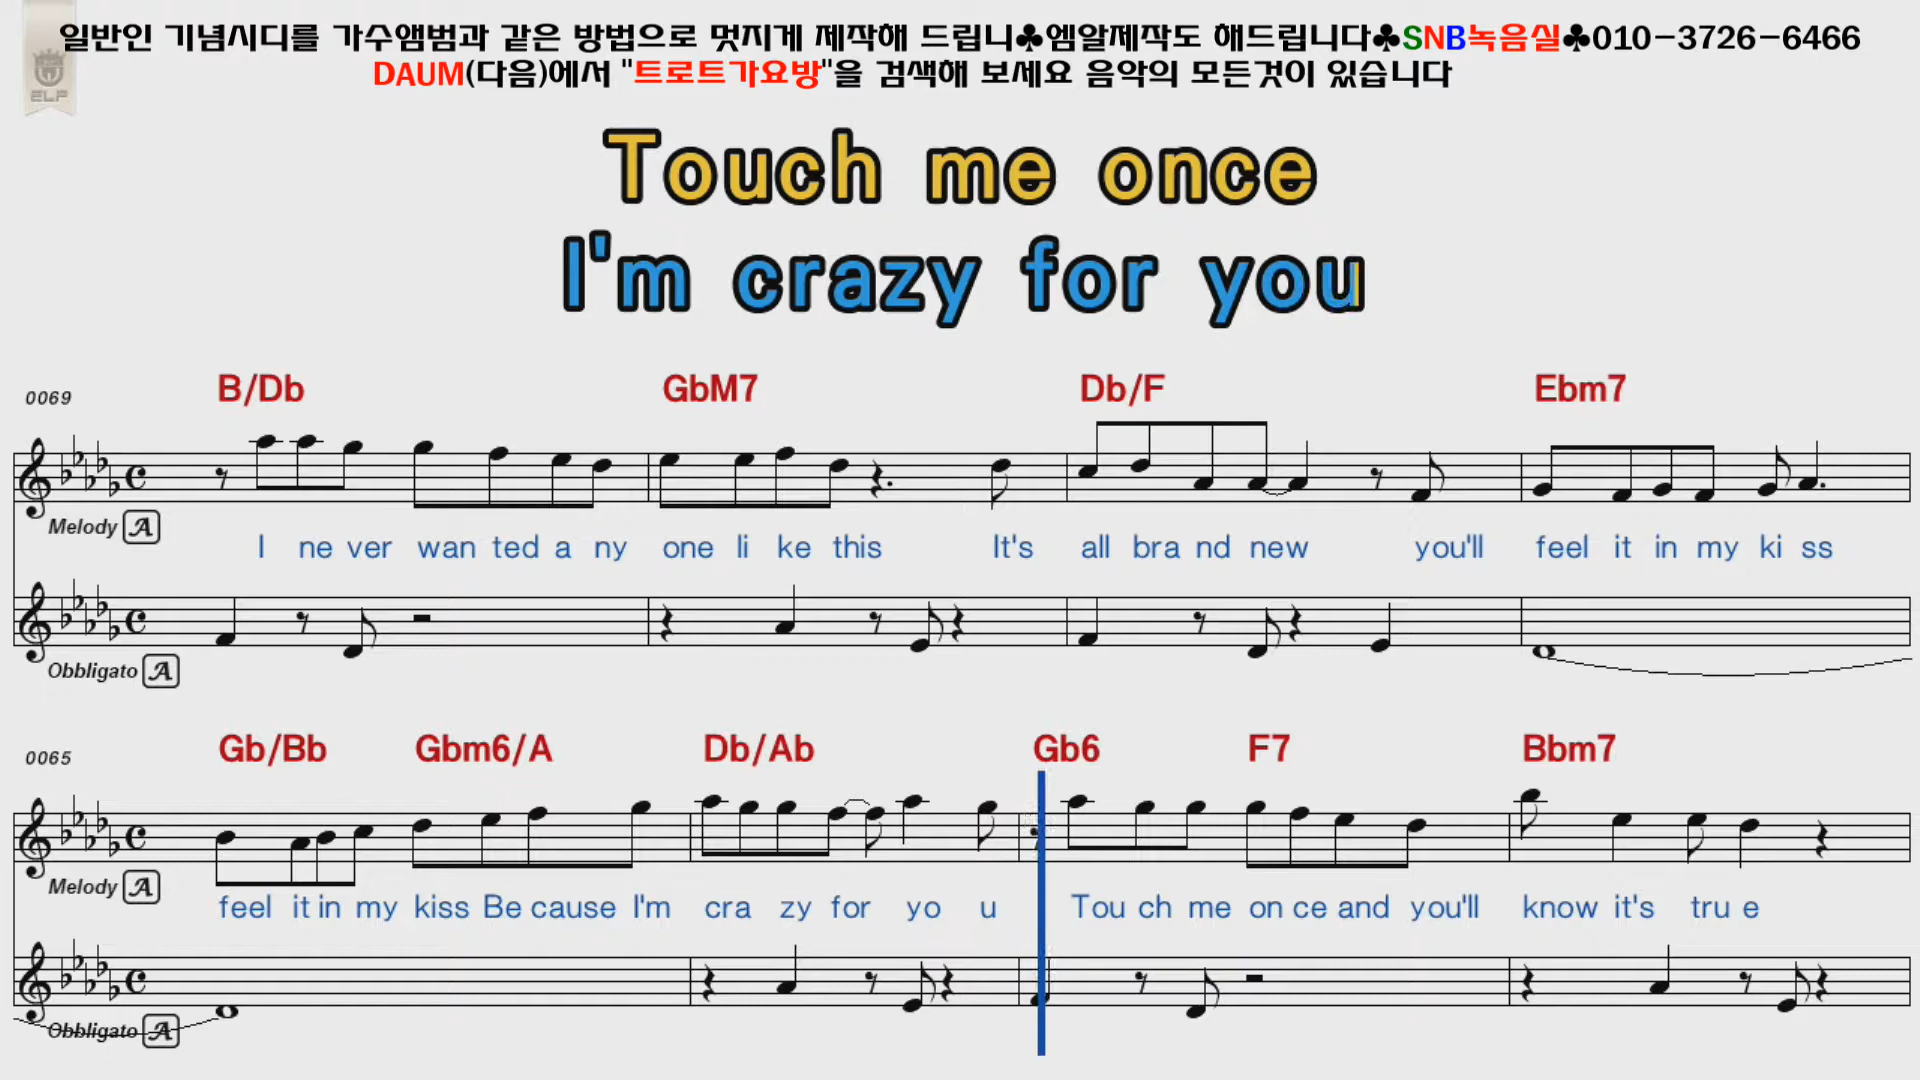 일반인 기념시디를 가수앨범과 같은 방법으로 멋지게 제작해 드립니♣엠알제작도 해드립니다♣SNB녹음실♣010-3726-6466
DAUM(다음)에서 "트로트가요방"을 검색해 보세요 음악의 모든것이 있습니다
ELF
Touch me once
I'm crazy for you
0069 B/Db GbM7 Db/F Ebm7
Melody A
I ne ver wan ted a ny one li ke this It's all bra nd new you'll feel it in my ki ss
Obbligato A
0065 Gb/Bb Gbm6/A Db/Ab Gb6 F7 Bbm7
Melody A
feel it in my kiss Be cause I'm cra zy for yo u Tou ch me on ce and you'll know it's tru e
Obbligato A